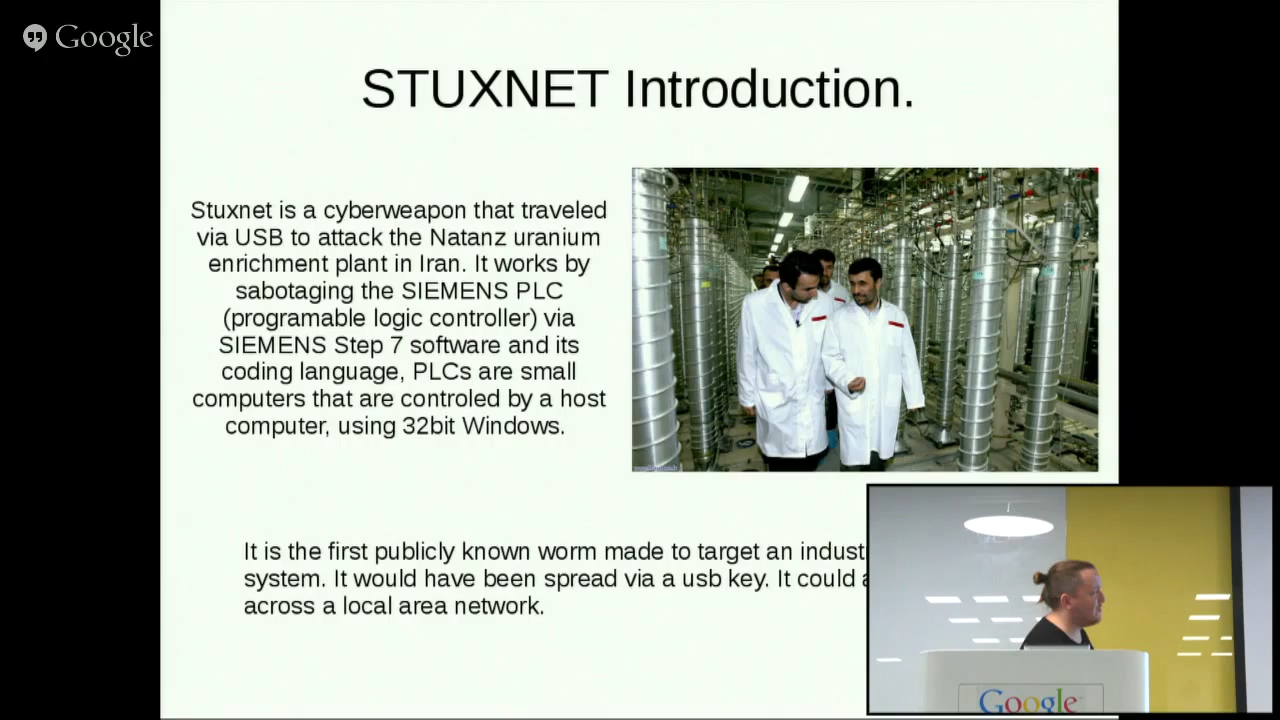 Google
STUXNET Introduction.
Stuxnet is a cyberweapon that traveled
via USB to attack the Natanz uranium
enrichment plant in Iran. It works by
sabotaging the SIEMENS PLC
(programable logic controller) via
SIEMENS Step 7 software and its
coding language, PLCs are small
computers that are controled by a host
computer, using 32bit Windows.
It is the first publicly known worm made to target an indust
system. It would have been spread via a usb key. It could a
across a local area network.
Google